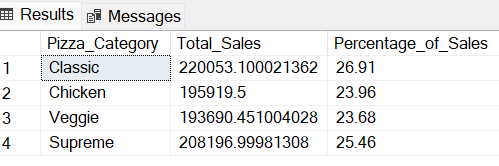 Results Messages
Pizza_Category Total_Sales Percentage_of_Sales
1 Classic 220053.100021362 26.91
2 Chicken 195919.5 23.96
3 Veggie 193690.451004028 23.68
4 Supreme 208196.99981308 25.46